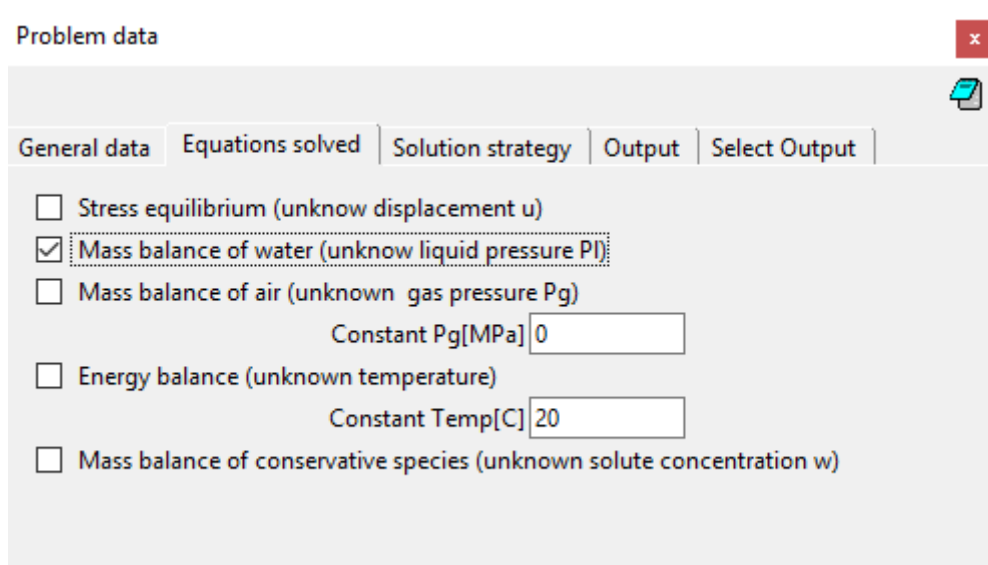 Problem data
x
General data Equations solved Solution strategy Output Select Output
Stress equilibrium (unknow displacement u)
Mass balance of water (unknow liquid pressure Pl)
Mass balance of air (unknown  gas pressure Pg)
Constant Pg[MPa] 0
Energy balance (unknown temperature)
Constant Temp[C] 20
Mass balance of conservative species (unknown solute concentration w)